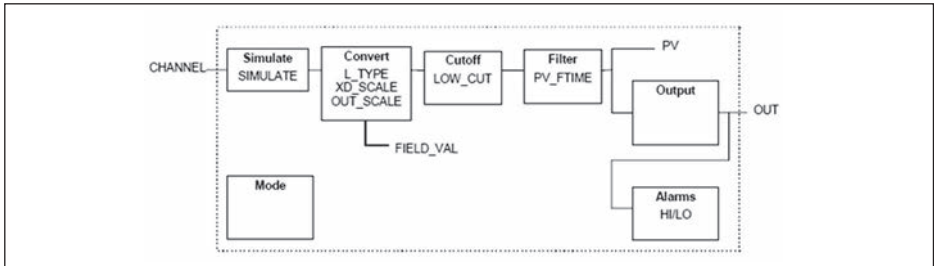 CHANNEL
Simulate
SIMULATE
Convert
L_TYPE
XD_SCALE
OUT_SCALE
Cutoff
LOW_CUT
Filter
PV_FTIME
PV
Output
OUT
FIELD_VAL
Mode
Alarms
HI/LO